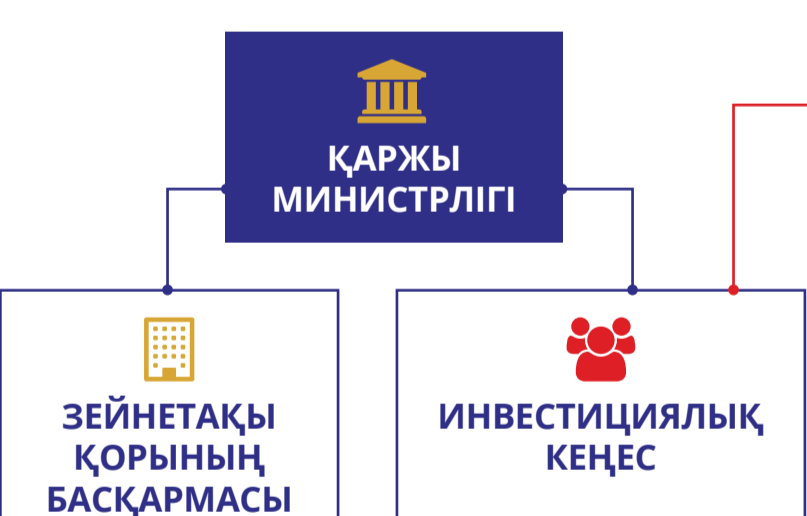 ҚАРЖЫ
МИНИСТРЛІГІ
ЗЕЙНЕТАҚЫ
ҚОРЫНЫҢ
БАСҚАРМАСЫ
ИНВЕСТИЦИЯЛЫҚ
КЕҢЕС